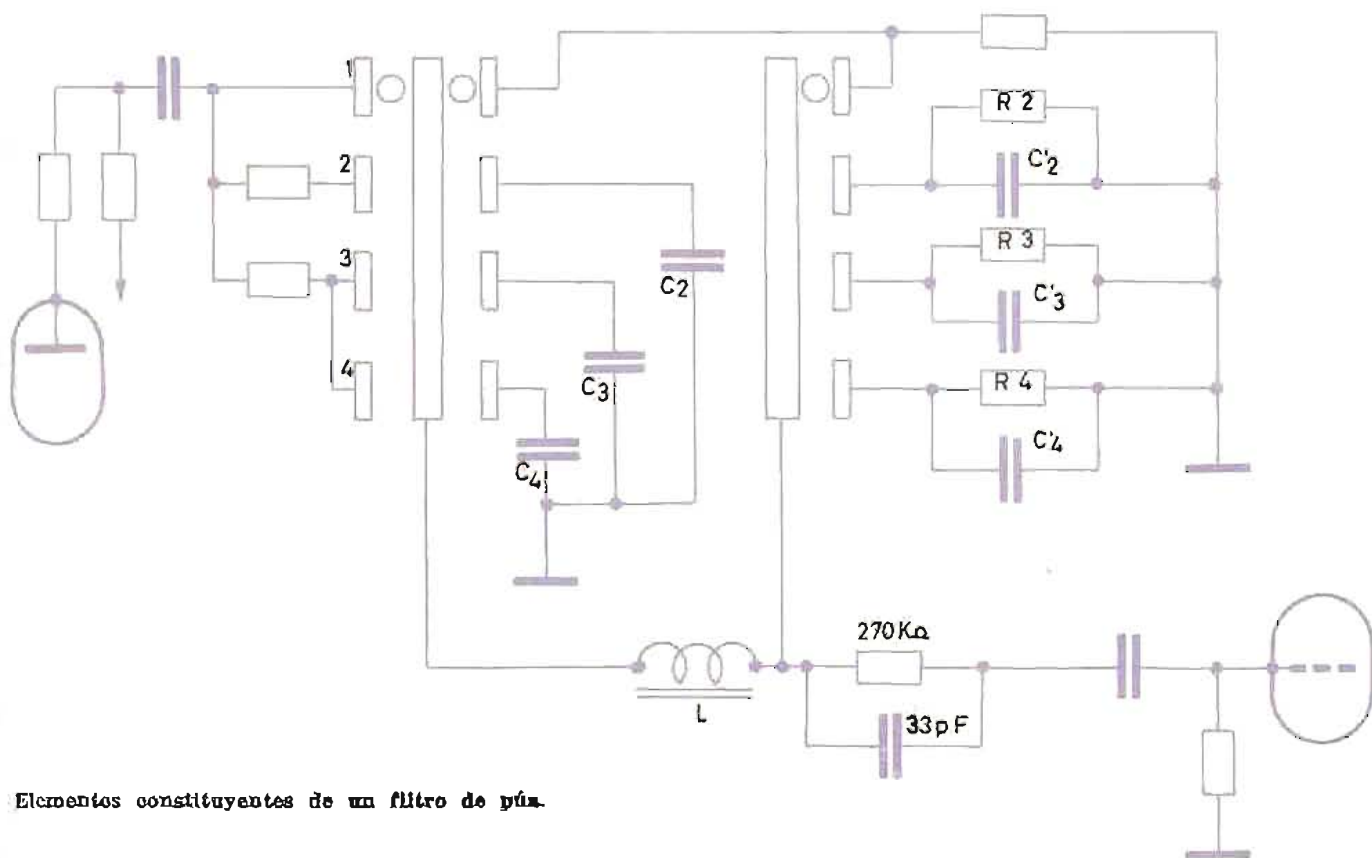 1
2
3
4
R 2
C'2
R 3
C'3
R 4
C'4
C2
C3
C4
270KΩ
33pF
L
Elementos constituyentes de un filtro de púa.